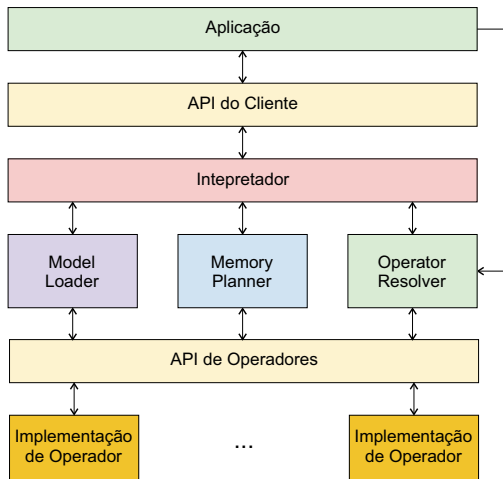 Aplicação
API do Cliente
Intepretador
Model
Loader
Memory
Planner
Operator
Resolver
API de Operadores
Implementação
de Operador
...
Implementação
de Operador